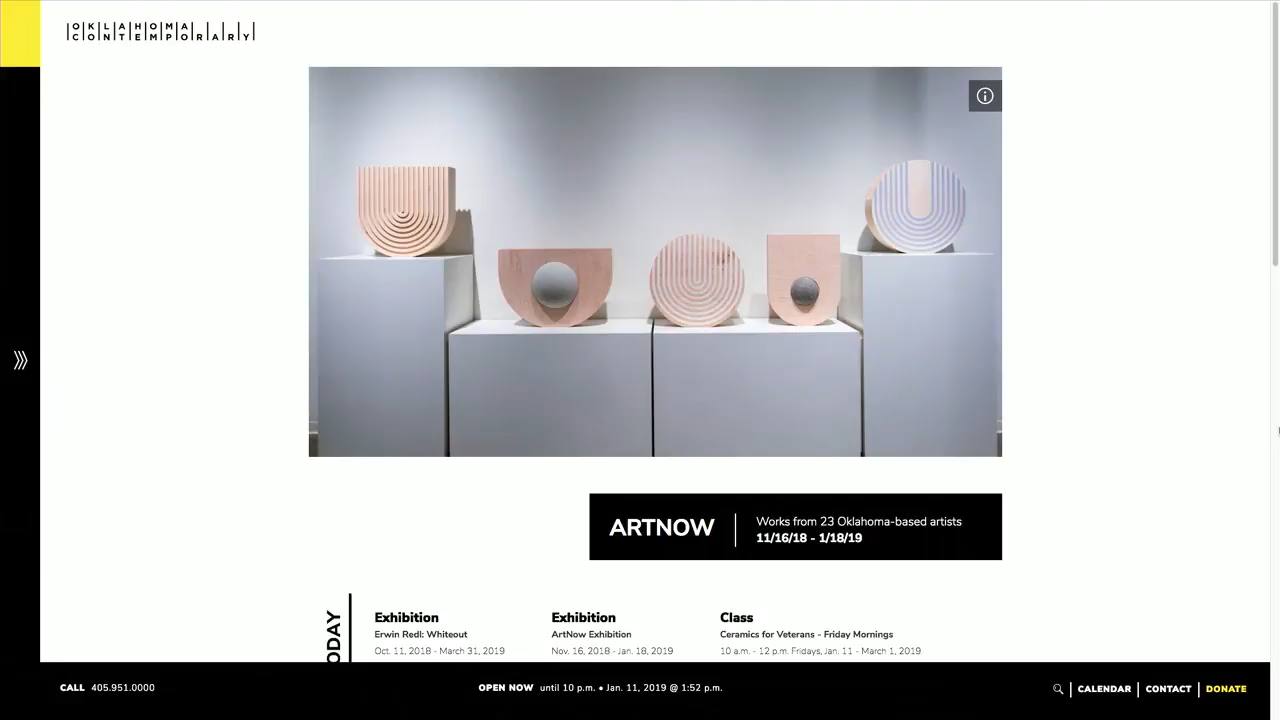 OKLAHOMA
CONTEMPORARY
ARTNOW
Works from 23 Oklahoma-based artists
11/16/18 - 1/18/19
ODAY
Exhibition
Erwin Redl: Whiteout
Oct. 11, 2018 - March 31, 2019
Exhibition
ArtNow Exhibition
Nov. 16, 2018 - Jan. 18, 2019
Class
Ceramics for Veterans - Friday Mornings
10 a.m. - 12 p.m. Fridays, Jan. 11 - March 1, 2019
CALL 405.951.0000
OPEN NOW until 10 p.m. • Jan. 11, 2019 @ 1:52 p.m.
CALENDAR | CONTACT | DONATE